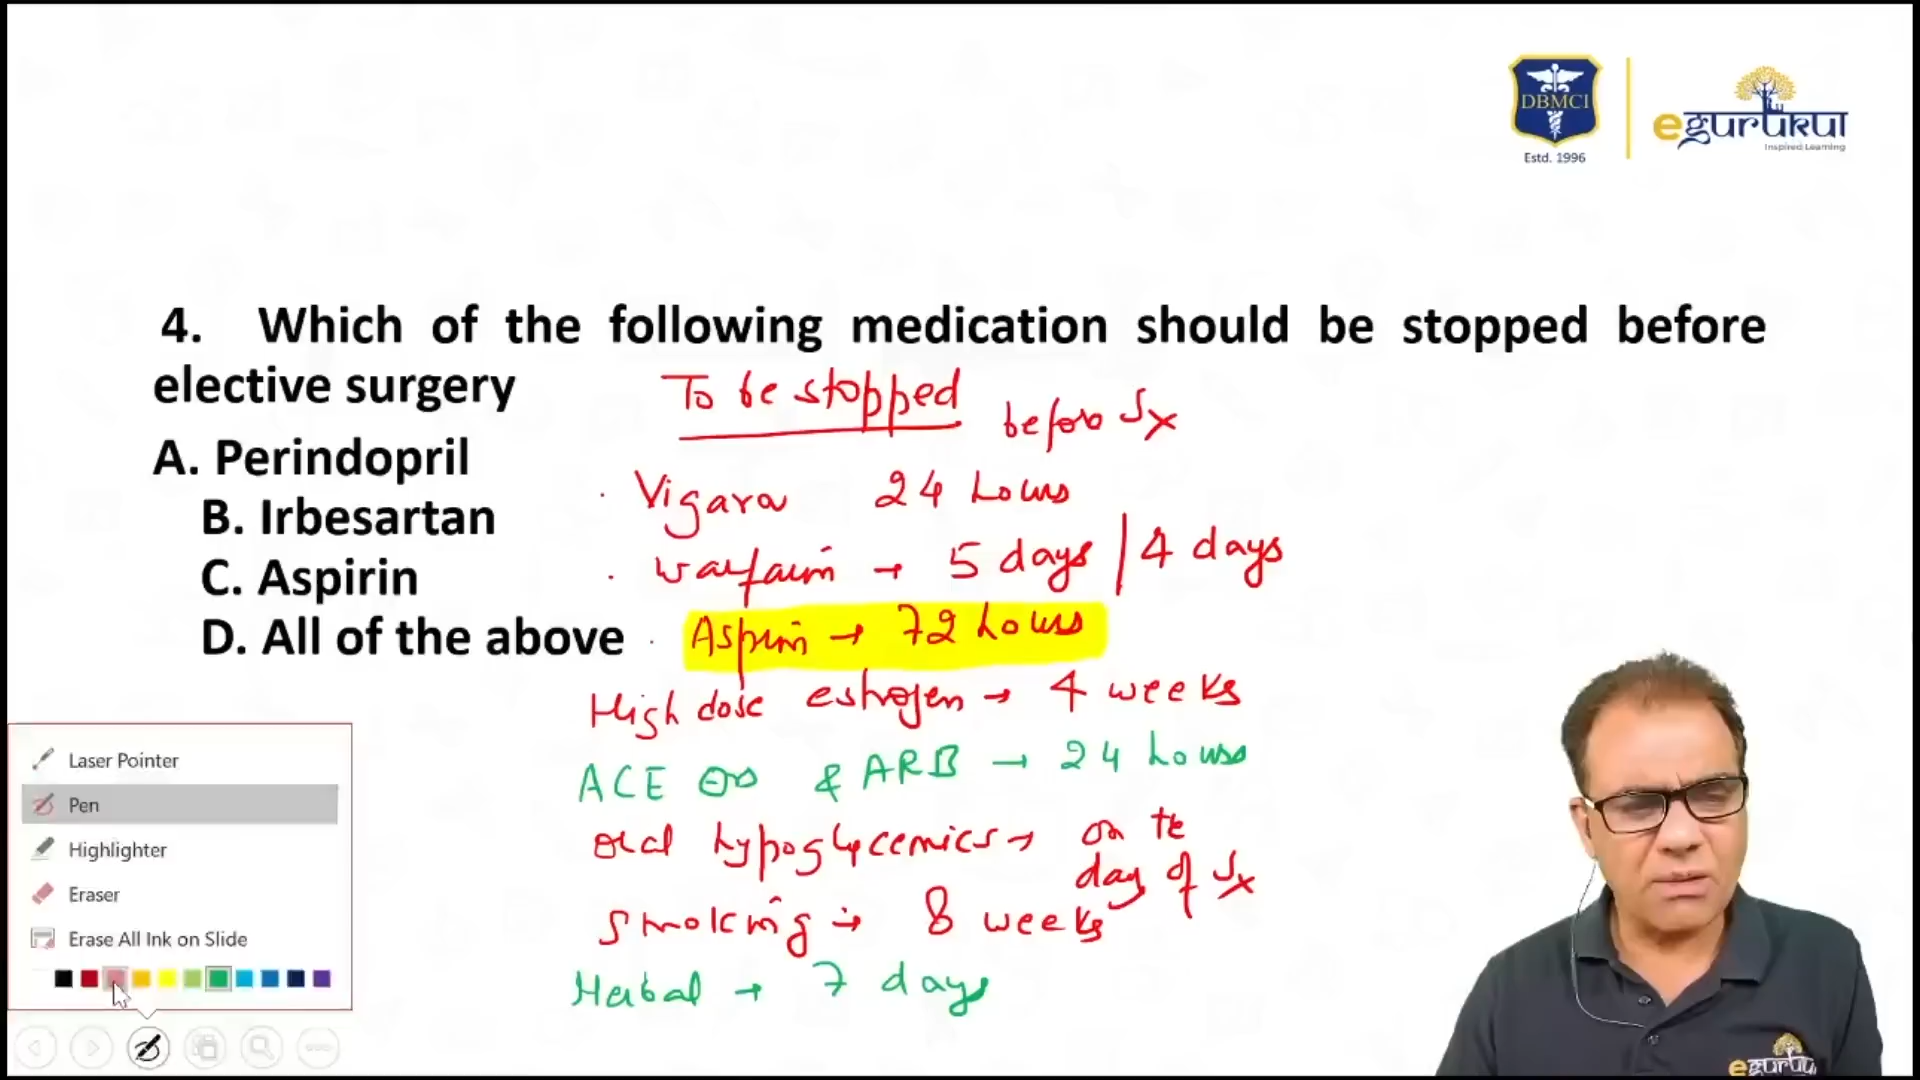 DBMCI
Estd. 1996
egurukul
Inspired Learning
4. Which of the following medication should be stopped before
elective surgery
To be stopped before Sx
A. Perindopril
Vigara 24 hours
B. Irbesartan
warfarin → 5 days / 4 days
C. Aspirin
D. All of the above
Aspirin → 72 hours
High dose estrogen → 4 weeks
ACE & ARB → 24 hours
oral hypoglycemics → on the
day of Sx
Smoking → 8 weeks
Herbal → 7 days
Laser Pointer
Pen
Highlighter
Eraser
Erase All Ink on Slide
eguruku